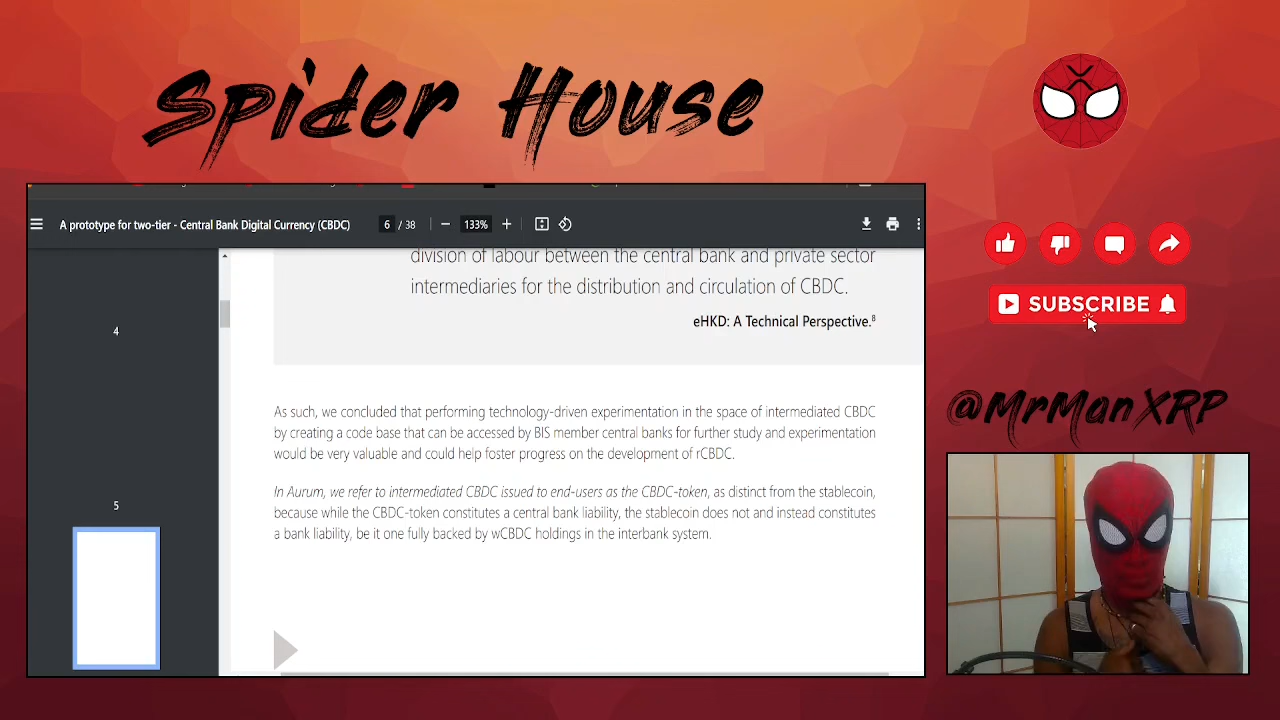 Spider House
A prototype for two-tier - Central Bank Digital Currency (CBDC)
6 / 38
133%
division of labour between the central bank and private sector
intermediaries for the distribution and circulation of CBDC.
eHKD: A Technical Perspective.8
4
As such, we concluded that performing technology-driven experimentation in the space of intermediated CBDC
by creating a code base that can be accessed by BIS member central banks for further study and experimentation
would be very valuable and could help foster progress on the development of rCBDC.
In Aurum, we refer to intermediated CBDC issued to end-users as the CBDC-token, as distinct from the stablecoin,
because while the CBDC-token constitutes a central bank liability, the stablecoin does not and instead constitutes
a bank liability, be it one fully backed by wCBDC holdings in the interbank system.
5
SUBSCRIBE
@MrManXRP